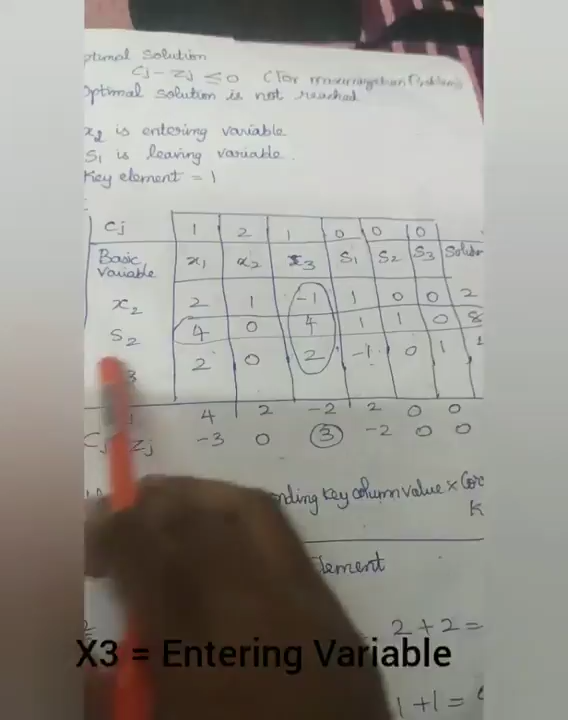 ptimal Solution
Cj - Zj ≤ 0 (For
Optimal solution is not reached
x2 is entering variable
S1 is leaving variable.
Key element = 1
Cj 1 2 1 0 0 0
Basic Variable x1 x2 x3 S1 S2 S3
x2 2 1 -1 1 0 0 2
S2 4 0 4 1 1 0 8
3 2 0 2 -1 0 1
4 2 -2 2 0 0
Cj Zj -3 0 3 -2 0 0
nding key column value ×
K
lement
2 + 2 =
X3 = Entering Variable
1 + 1 =